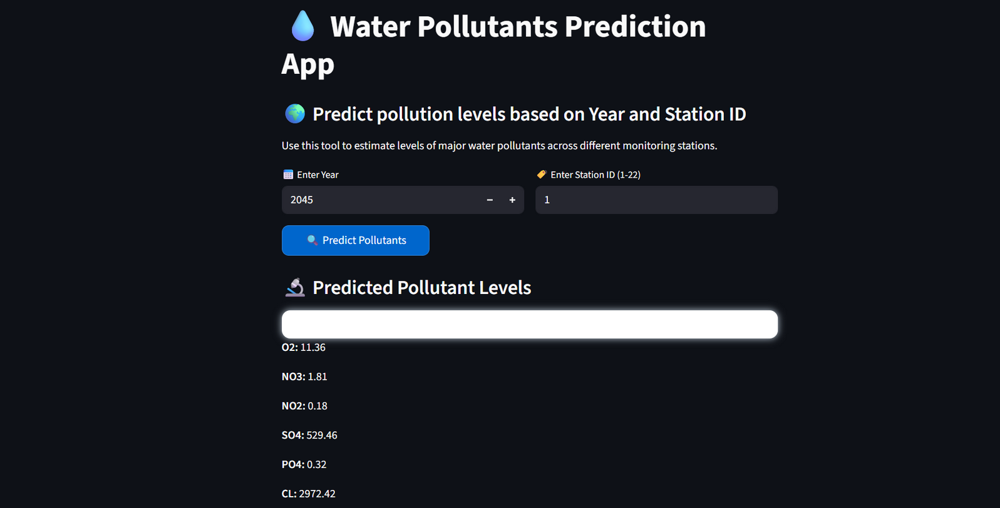 Water Pollutants Prediction
App
Predict pollution levels based on Year and Station ID
Use this tool to estimate levels of major water pollutants across different monitoring stations.
Enter Year
Enter Station ID (1-22)
2045 − +
1
Predict Pollutants
Predicted Pollutant Levels
O2: 11.36
NO3: 1.81
NO2: 0.18
SO4: 529.46
PO4: 0.32
CL: 2972.42